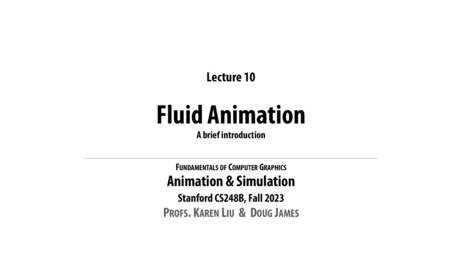 Lecture 10
Fluid Animation
A brief introduction
Fundamentals of Computer Graphics
Animation & Simulation
Stanford CS248B, Fall 2023
Profs. Karen Liu & Doug James